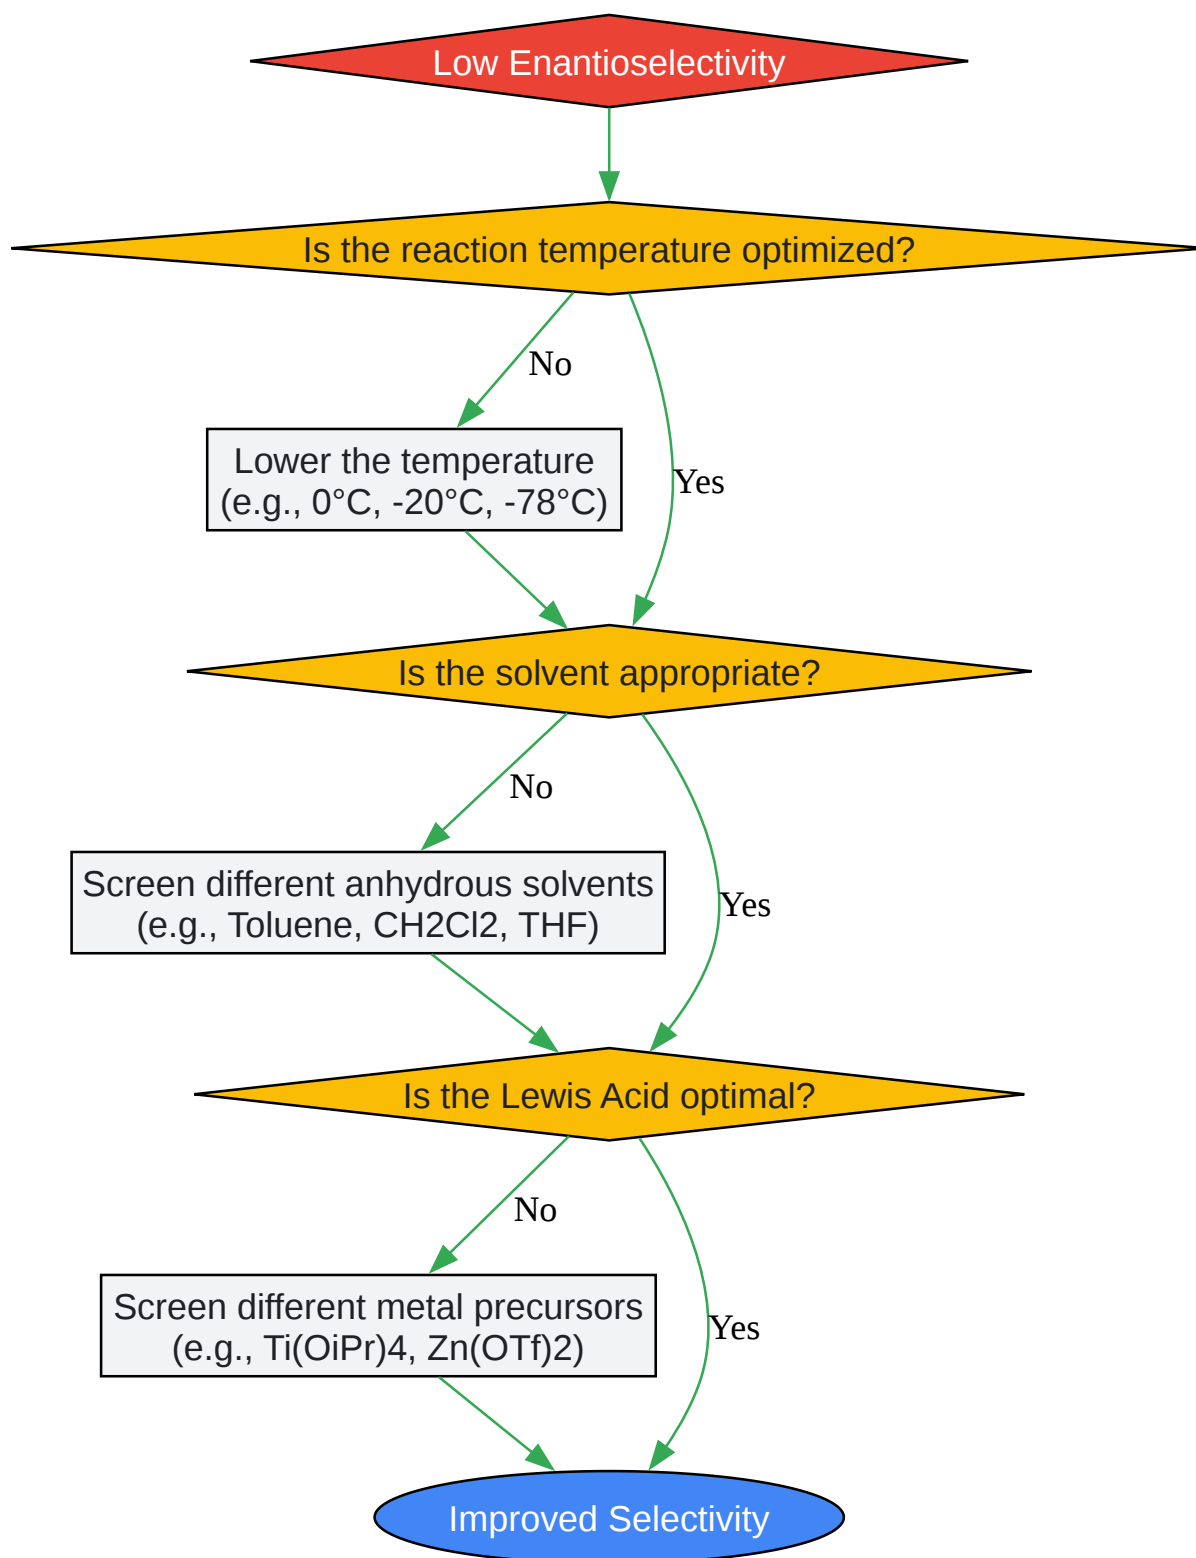 Low Enantioselectivity
Is the reaction temperature optimized?
No
Lower the temperature
(e.g., 0°C, -20°C, -78°C)
Yes
Is the solvent appropriate?
No
Screen different anhydrous solvents
(e.g., Toluene, CH2Cl2, THF)
Yes
Is the Lewis Acid optimal?
No
Screen different metal precursors
(e.g., Ti(OiPr)4, Zn(OTf)2)
Yes
Improved Selectivity